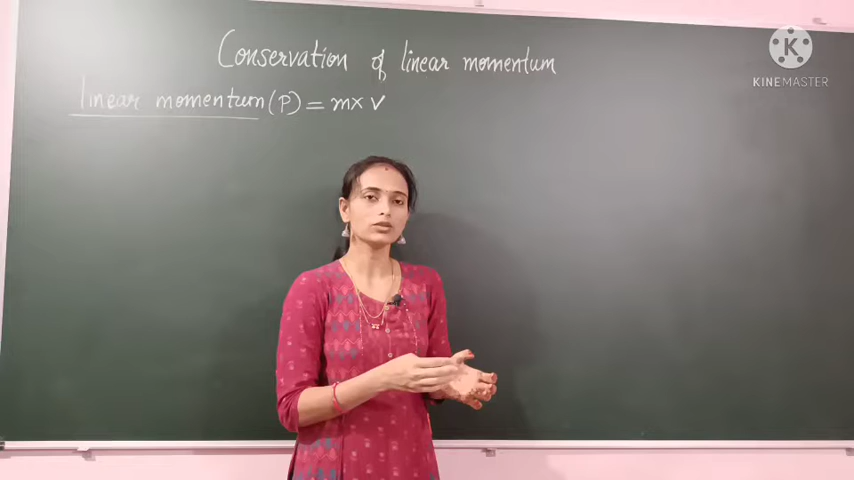 Conservation of linear momentum
linear momentum (P) = m× v
K
KINEMASTER